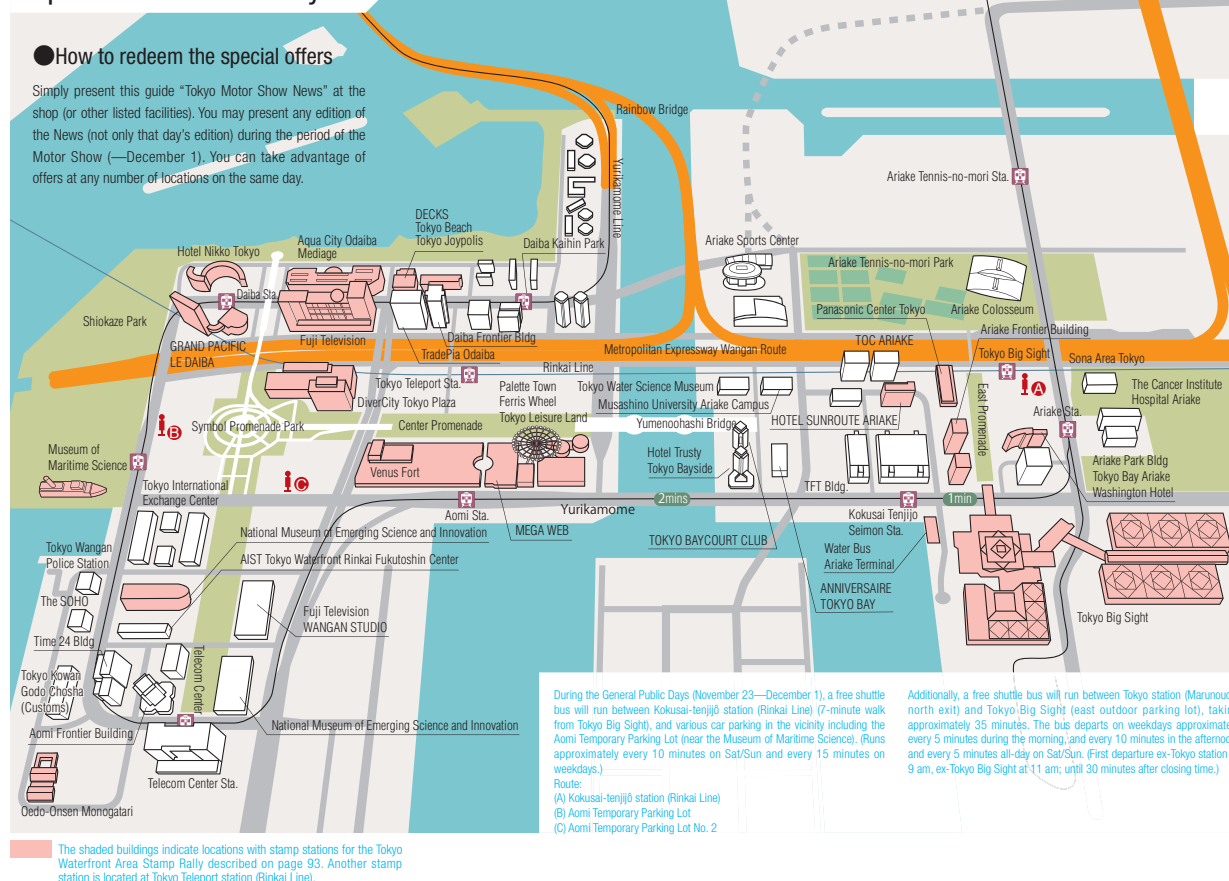 ●How to redeem the special offers
Simply present this guide “Tokyo Motor Show News” at the
shop (or other listed facilities). You may present any edition of
the News (not only that day’s edition) during the period of the
Motor Show (—December 1). You can take advantage of
offers at any number of locations on the same day.
Rainbow Bridge
Yurikamome Line
Ariake Tennis-no-mori Sta.
DECKS
Tokyo Beach
Tokyo Joypolis
Aqua City Odaiba
Mediage
Hotel Nikko Tokyo
Daiba Kaihin Park
Ariake Sports Center
Ariake Tennis-no-mori Park
Daiba Sta.
Shiokaze Park
Panasonic Center Tokyo
Ariake Colosseum
Ariake Frontier Building
GRAND PACIFIC
LE DAIBA
Fuji Television
Daiba Frontier Bldg
TradePia Odaiba
Metropolitan Expressway Wangan Route
TOC ARIAKE
Tokyo Big Sight
Sona Area Tokyo
Rinkai Line
Tokyo Teleport Sta.
DiverCity Tokyo Plaza
Palette Town
Ferris Wheel
Tokyo Leisure Land
Tokyo Water Science Museum
Musashino University Ariake Campus
The Cancer Institute
Hospital Ariake
East Promenade
i A
Ariake Sta.
HOTEL SUNROUTE ARIAKE
Yumenoohashi Bridge
i B
Symbol Promenade Park
Center Promenade
Museum of
Maritime Science
Venus Fort
Hotel Trusty
Tokyo Bayside
Ariake Park Bldg
Tokyo Bay Ariake
Washington Hotel
i C
Tokyo International
Exchange Center
TFT Bldg.
2mins
1min
Yurikamome
Aomi Sta.
MEGA WEB
Kokusai Tenjijo
Seimon Sta.
National Museum of Emerging Science and Innovation
TOKYO BAYCOURT CLUB
Water Bus
Ariake Terminal
Tokyo Wangan
Police Station
AIST Tokyo Waterfront Rinkai Fukutoshin Center
ANNIVERSAIRE
TOKYO BAY
The SOHO
Fuji Television
WANGAN STUDIO
Tokyo Big Sight
Time 24 Bldg
Telecom Center
Tokyo Kowan
Godo Chosha
(Customs)
Aomi Frontier Building
National Museum of Emerging Science and Innovation
Telecom Center Sta.
Oedo-Onsen Monogatari
During the General Public Days (November 23—December 1), a free shuttle
bus will run between Kokusai-tenjijō station (Rinkai Line) (7-minute walk
from Tokyo Big Sight), and various car parking in the vicinity including the
Aomi Temporary Parking Lot (near the Museum of Maritime Science). (Runs
approximately every 10 minutes on Sat/Sun and every 15 minutes on
weekdays.)
Route:
(A) Kokusai-tenjijō station (Rinkai Line)
(B) Aomi Temporary Parking Lot
(C) Aomi Temporary Parking Lot No. 2
Additionally, a free shuttle bus will run between Tokyo station
north exit) and Tokyo Big Sight (east outdoor parking lot),
approximately 35 minutes. The bus departs on weekdays
every 5 minutes during the morning, and every 10 minutes in the
and every 5 minutes all-day on Sat/Sun. (First departure ex-Tokyo station
9 am, ex-Tokyo Big Sight at 11 am; until 30 minutes after closing time.)
The shaded buildings indicate locations with stamp stations for the Tokyo
Waterfront Area Stamp Rally described on page 93. Another stamp
station is located at Tokyo Teleport station (Rinkai Line).